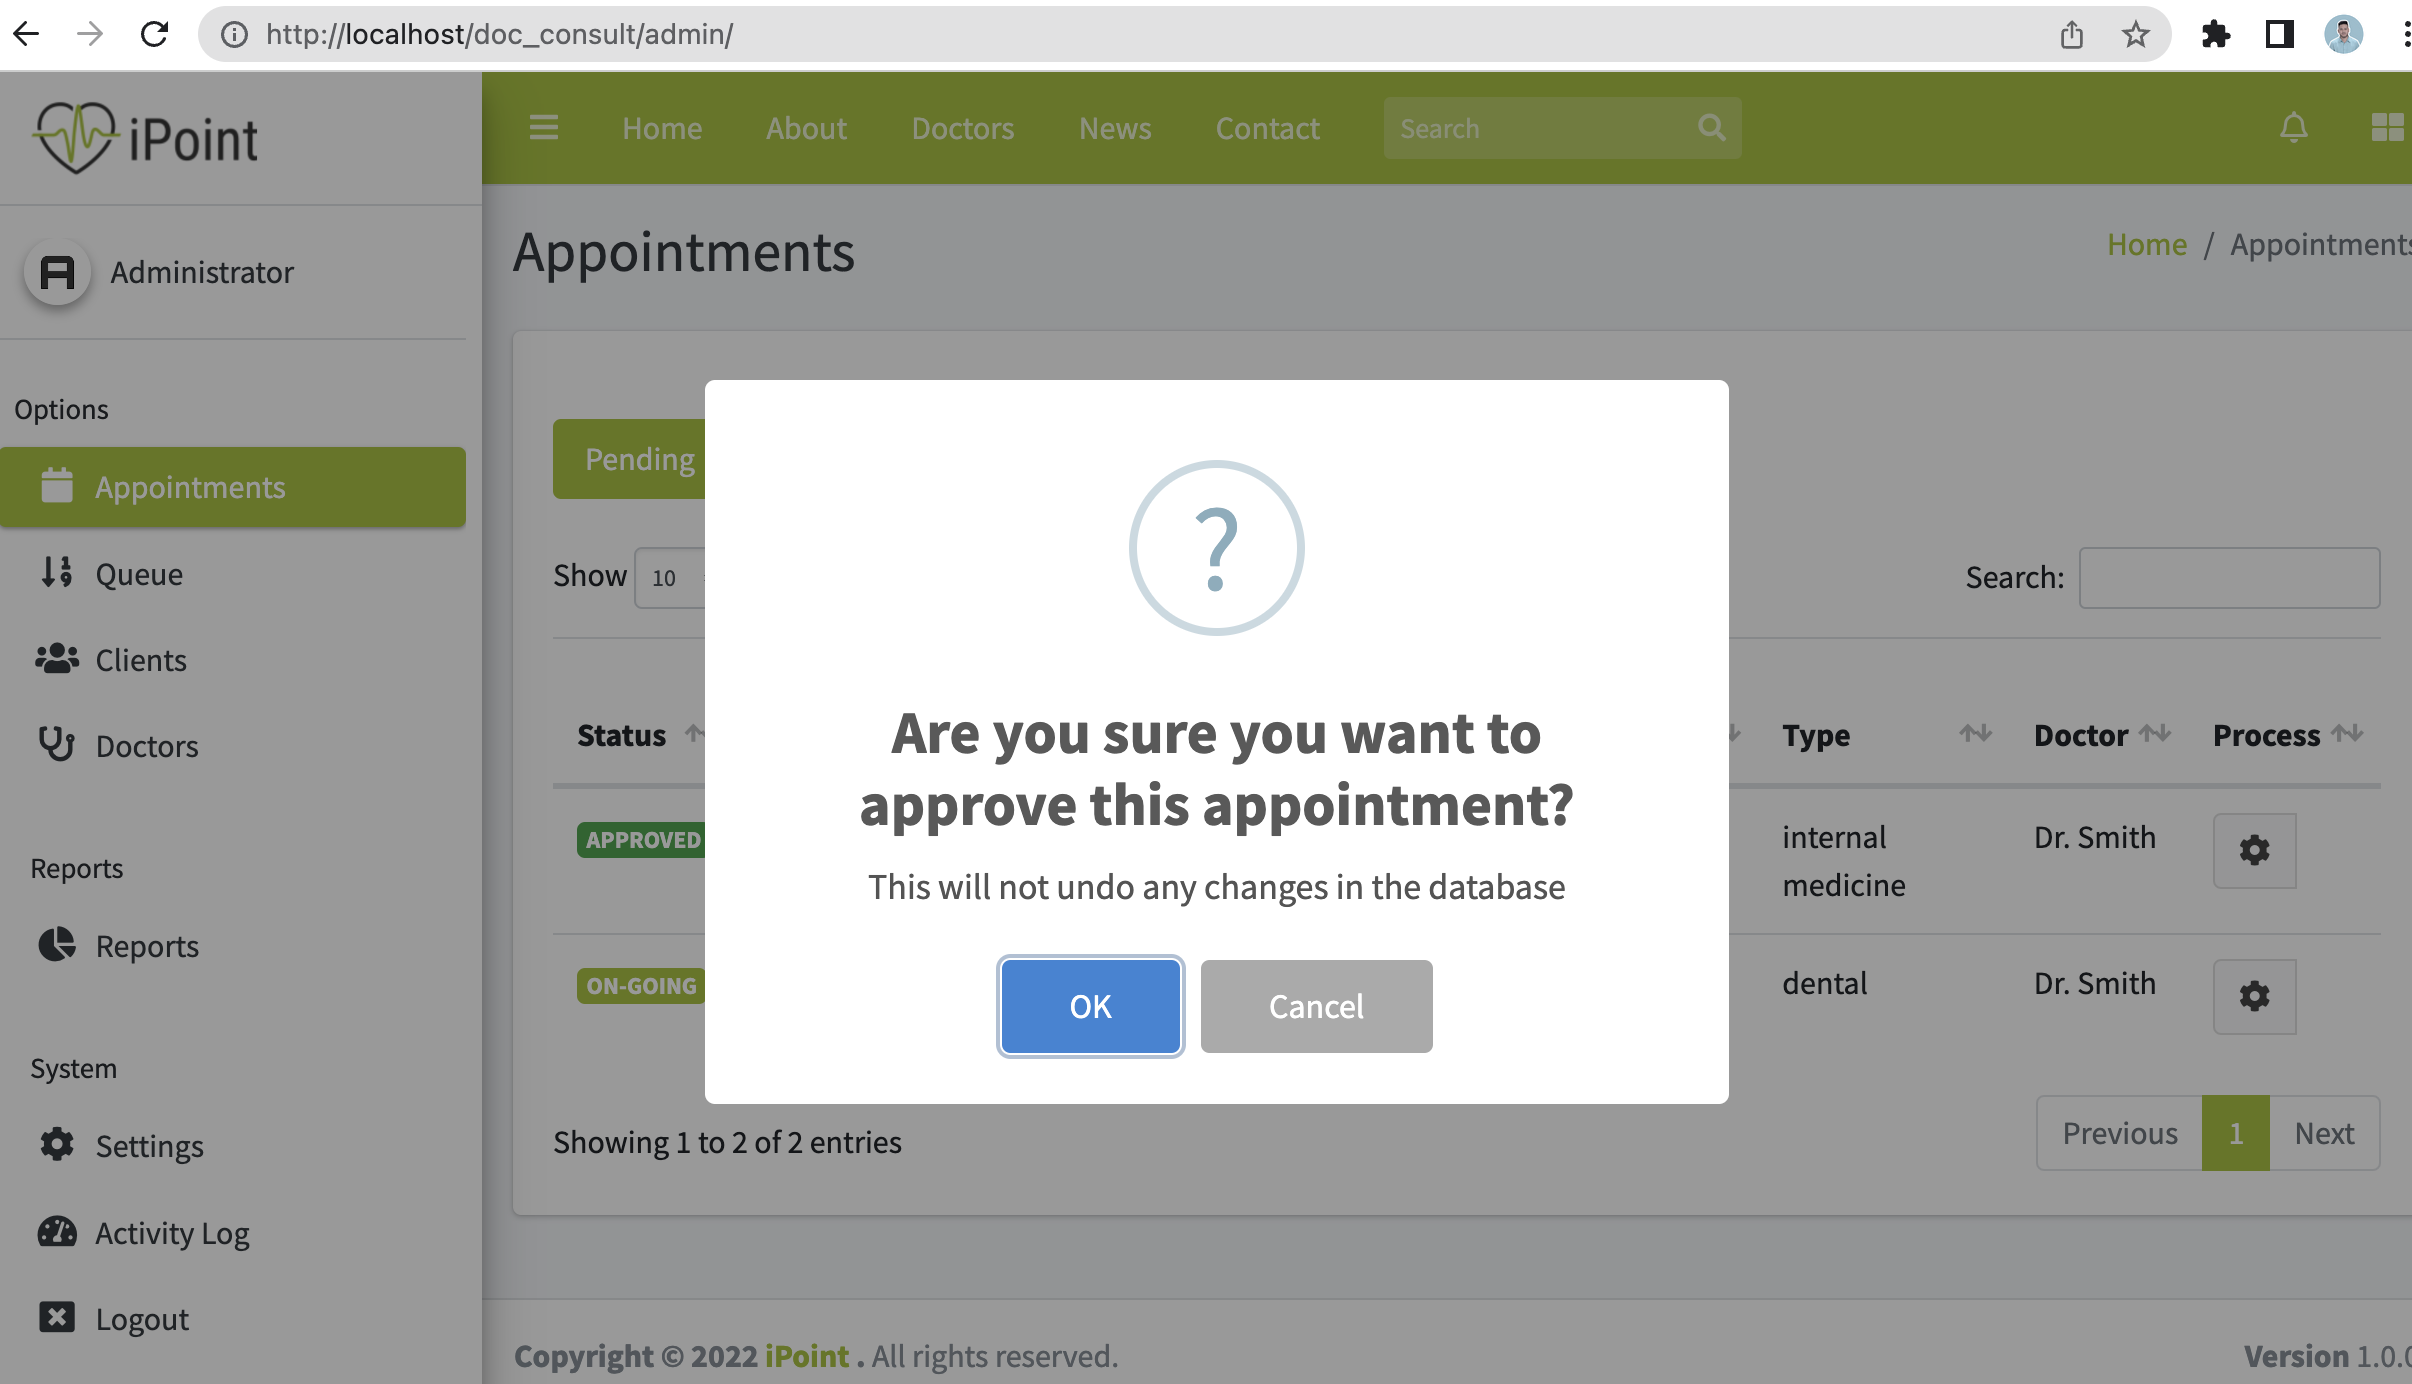 http://localhost/doc_consult/admin/
iPoint
Home About Doctors News Contact Search
Administrator
Appointments
Home / Appointments
Options
Appointments
Queue
Clients
Doctors
Reports
Reports
System
Settings
Activity Log
Logout
Pending
Show 10
Search:
Status Type Doctor Process
APPROVED internal medicine Dr. Smith
ON-GOING dental Dr. Smith
?
Are you sure you want to
approve this appointment?
This will not undo any changes in the database
OK Cancel
Showing 1 to 2 of 2 entries
Previous 1 Next
Copyright © 2022 iPoint . All rights reserved.
Version 1.0.0